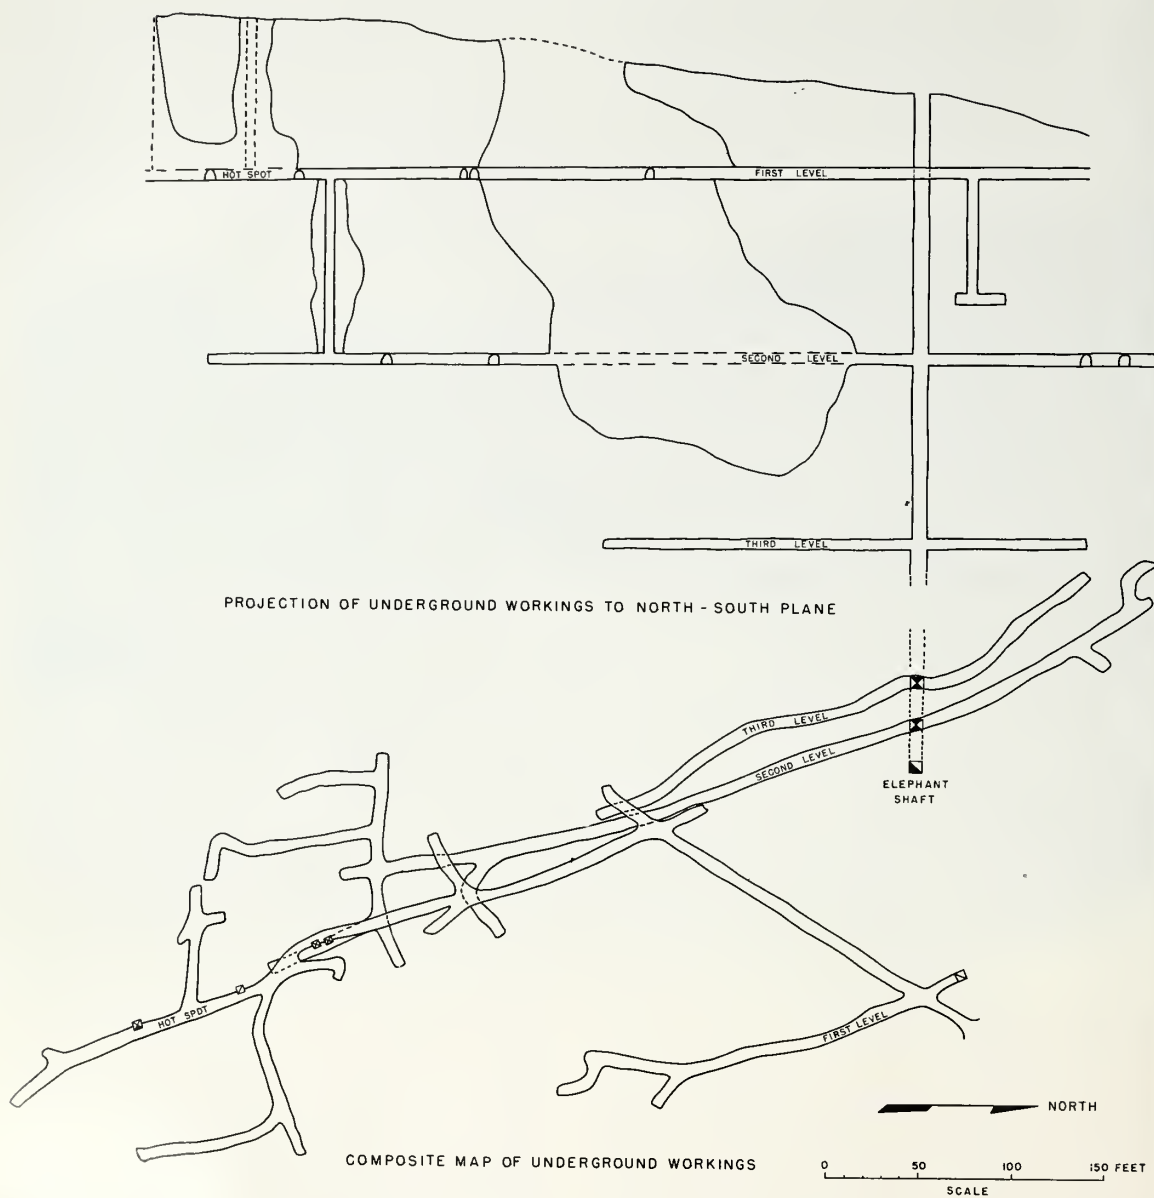 HOT SPOT
FIRST LEVEL
SECOND LEVEL
THIRD LEVEL
PROJECTION OF UNDERGROUND WORKINGS TO NORTH - SOUTH PLANE
THIRD LEVEL
SECOND LEVEL
ELEPHANT
SHAFT
HOT SPOT
FIRST LEVEL
NORTH
COMPOSITE MAP OF UNDERGROUND WORKINGS
0 50 100 150 FEET
SCALE